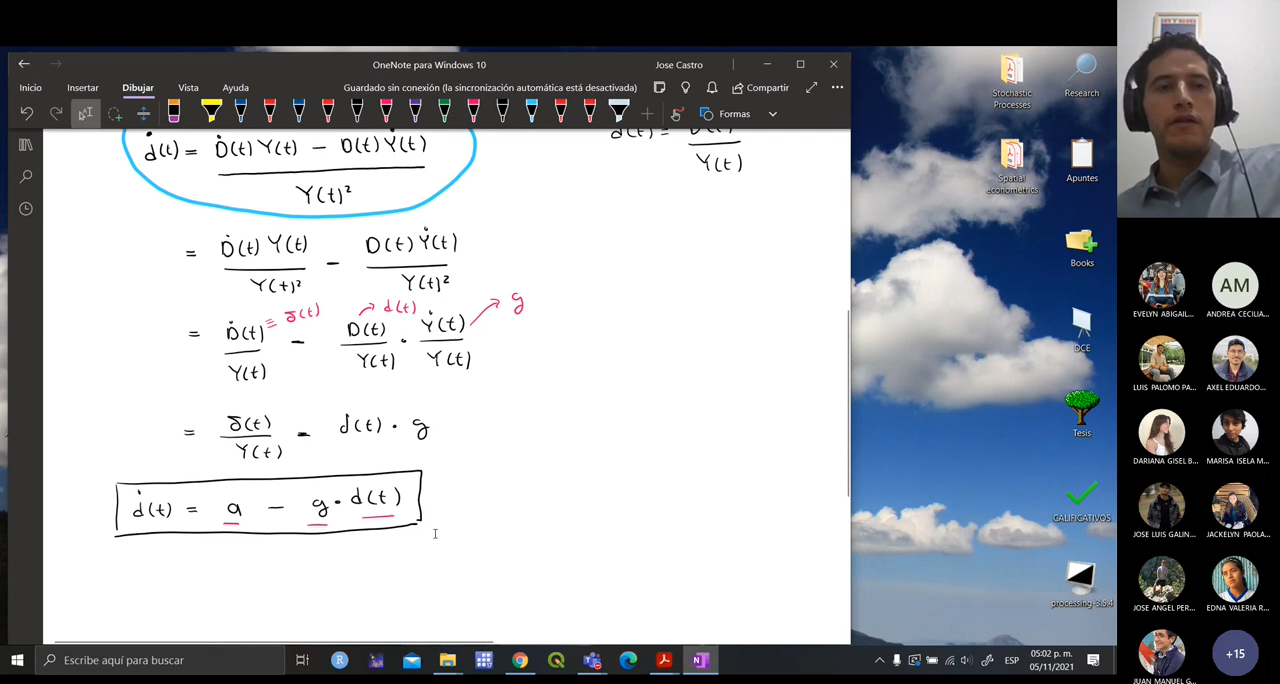 OneNote para Windows 10
Jose Castro
Inicio Insertar Dibujar Vista Ayuda
Guardado sin conexión (la sincronización automática está desactivada)
Compartir
Formas
ḋ(t) = Ḋ(t) Y(t) − D(t) Ẏ(t)
Y(t)²
d(t) = D(t)
Y(t)
= Ḋ(t) Y(t) − D(t) Ẏ(t)
Y(t)² Y(t)²
≡ δ(t) → d(t) → g
= Ḋ(t) − D(t) · Ẏ(t)
Y(t) Y(t) Y(t)
= δ(t) − d(t) · g
Y(t)
ḋ(t) = a − g · d(t)
Stochastic Processes
Research
Spatial econometrics
Apuntes
Books
DCE
Tesis
CALIFICATIVOS
processing-3.5.4
EVELYN ABIGAIL...
AM
ANDREA CECILIA...
LUIS PALOMO PA...
AXEL EDUARDO...
DARIANA GISEL B...
MARISA ISELA M...
JOSE LUIS GALIN...
JACKELYN PAOLA...
JOSE ANGEL PER...
EDNA VALERIA R...
JUAN MANUEL G...
+15
Escribe aquí para buscar
ESP
05:02 p. m.
05/11/2021